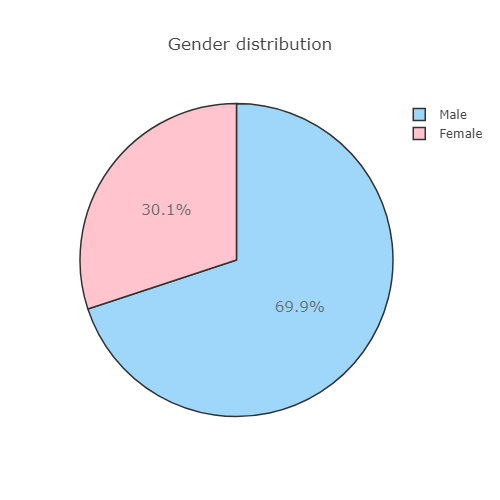 Gender distribution
Male
Female
30.1%
69.9%